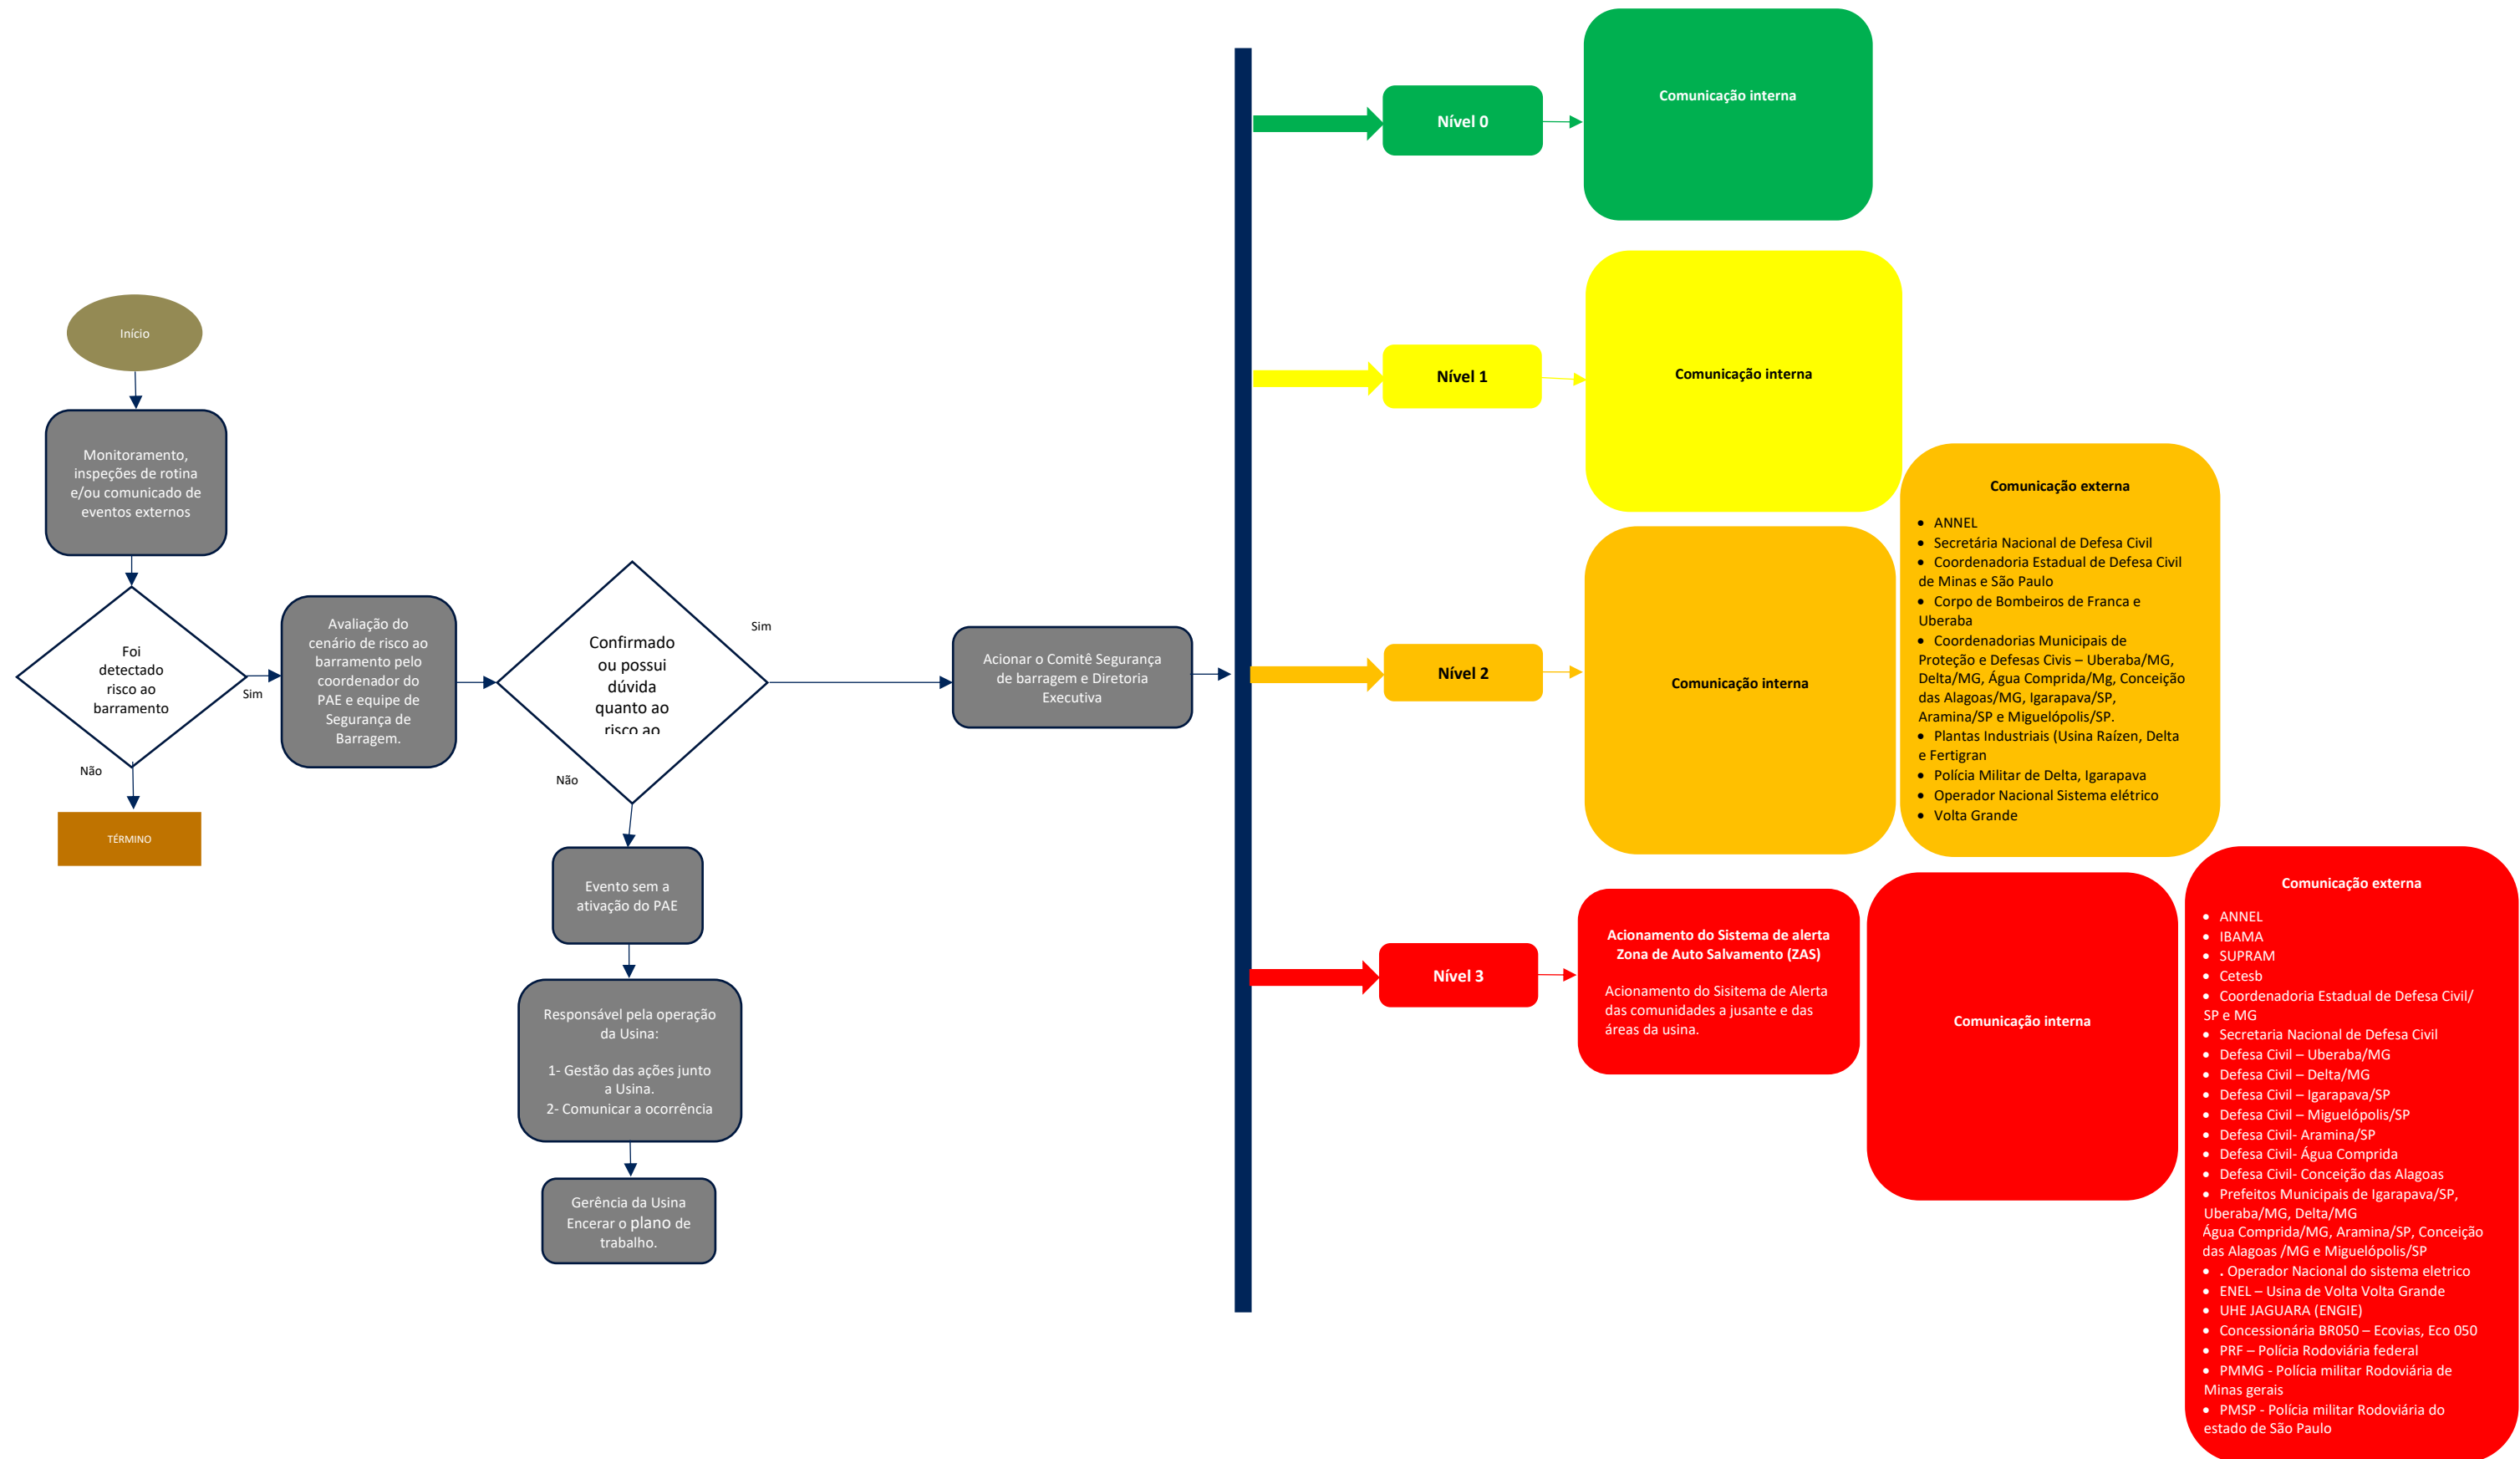 Início
Monitoramento,
inspeções de rotina
e/ou comunicado de
eventos externos
Foi
detectado
risco ao
barramento
Sim
Não
TÉRMINO
Avaliação do
cenário de risco ao
barramento pelo
coordenador do
PAE e equipe de
Segurança de
Barragem.
Confirmado
ou possui
dúvida
quanto ao
risco ao
Sim
Não
Evento sem a
ativação do PAE
Responsável pela operação
da Usina:
1- Gestão das ações junto
a Usina.
2- Comunicar a ocorrência
Gerência da Usina
Encerar o plano de
trabalho.
Acionar o Comitê Segurança
de barragem e Diretoria
Executiva
Nível 0
Comunicação interna
Nível 1
Comunicação interna
Nível 2
Comunicação interna
Comunicação externa
• ANNEL
• Secretária Nacional de Defesa Civil
• Coordenadoria Estadual de Defesa Civil
de Minas e São Paulo
• Corpo de Bombeiros de Franca e
Uberaba
• Coordenadorias Municipais de
Proteção e Defesas Civis – Uberaba/MG,
Delta/MG, Água Comprida/Mg, Conceição
das Alagoas/MG, Igarapava/SP,
Aramina/SP e Miguelópolis/SP.
• Plantas Industriais (Usina Raízen, Delta
e Fertigran
• Polícia Militar de Delta, Igarapava
• Operador Nacional Sistema elétrico
• Volta Grande
Nível 3
Acionamento do Sistema de alerta
Zona de Auto Salvamento (ZAS)
Acionamento do Sisitema de Alerta
das comunidades a jusante e das
áreas da usina.
Comunicação interna
Comunicação externa
• ANNEL
• IBAMA
• SUPRAM
• Cetesb
• Coordenadoria Estadual de Defesa Civil/
SP e MG
• Secretaria Nacional de Defesa Civil
• Defesa Civil – Uberaba/MG
• Defesa Civil – Delta/MG
• Defesa Civil – Igarapava/SP
• Defesa Civil – Miguelópolis/SP
• Defesa Civil- Aramina/SP
• Defesa Civil- Água Comprida
• Defesa Civil- Conceição das Alagoas
• Prefeitos Municipais de Igarapava/SP,
Uberaba/MG, Delta/MG
Água Comprida/MG, Aramina/SP, Conceição
das Alagoas /MG e Miguelópolis/SP
• . Operador Nacional do sistema eletrico
• ENEL – Usina de Volta Volta Grande
• UHE JAGUARA (ENGIE)
• Concessionária BR050 – Ecovias, Eco 050
• PRF – Polícia Rodoviária federal
• PMMG - Polícia militar Rodoviária de
Minas gerais
• PMSP - Polícia militar Rodoviária do
estado de São Paulo